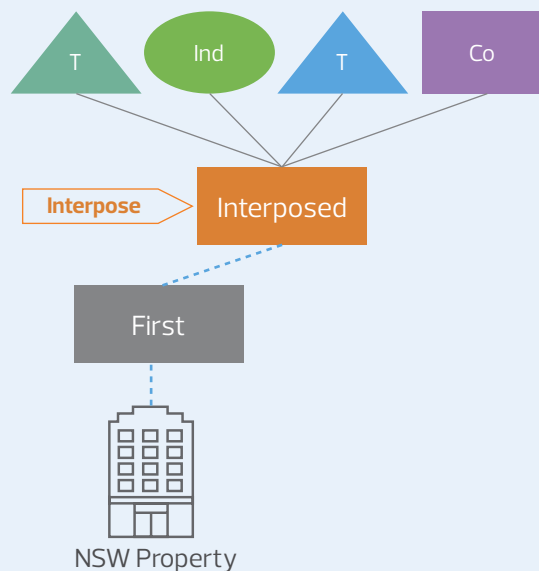 T
Ind
T
Co
Interpose
Interposed
First
NSW Property